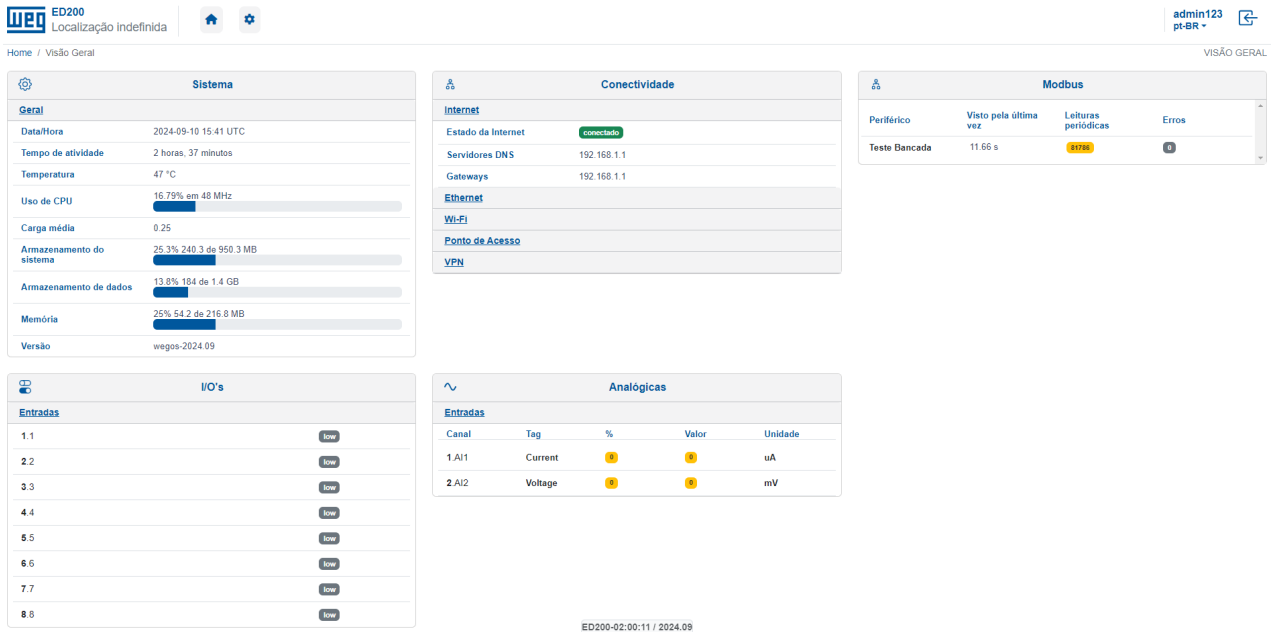 weg
ED200
Localização indefinida
admin123
pt-BR
Home / Visão Geral
VISÃO GERAL
Sistema
Geral
Data/Hora 2024-09-10 15:41 UTC
Tempo de atividade 2 horas, 37 minutos
Temperatura 47 °C
Uso de CPU 16.79% em 48 MHz
Carga média 0.25
Armazenamento do
sistema
25.3% 240.3 de 950.3 MB
Armazenamento de dados 13.8% 184 de 1.4 GB
Memória 25% 54.2 de 216.8 MB
Versão wegos-2024.09
Conectividade
Internet
Estado da Internet conectado
Servidores DNS 192.168.1.1
Gateways 192.168.1.1
Ethernet
Wi-Fi
Ponto de Acesso
VPN
Modbus
Periférico
Visto pela última
vez
Leituras
periódicas
Erros
Teste Bancada 11.66 s 81786 0
I/O's
Entradas
1.1 low
2.2 low
3.3 low
4.4 low
5.5 low
6.6 low
7.7 low
8.8 low
Analógicas
Entradas
Canal Tag % Valor Unidade
1.AI1 Current 0 0 uA
2.AI2 Voltage 0 0 mV
ED200-02:00:11 / 2024.09